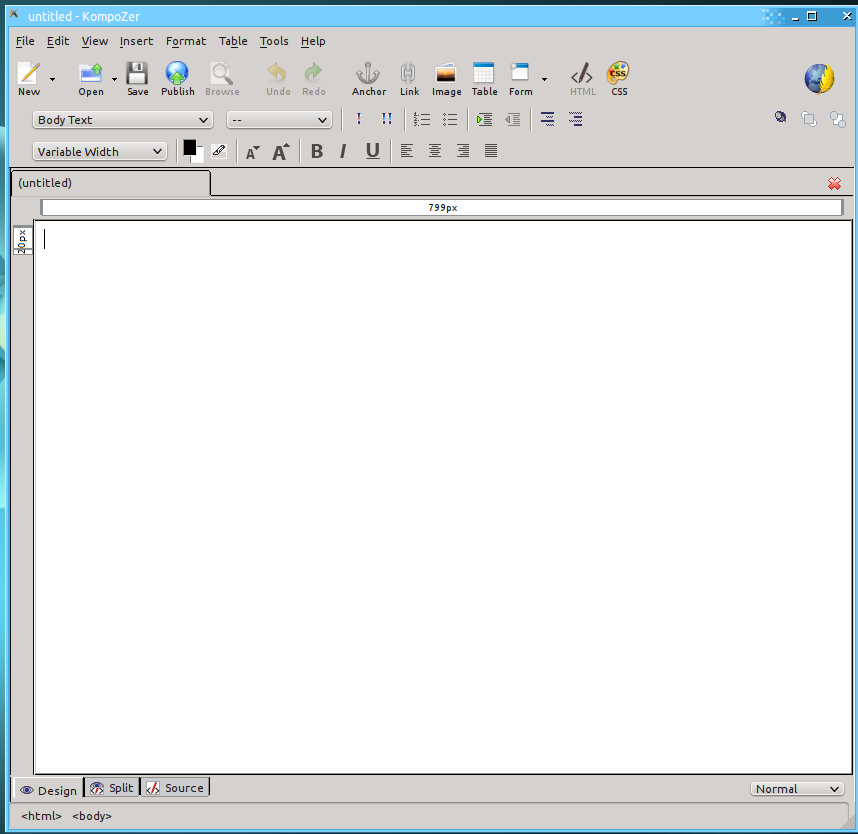 untitled - KompoZer
File Edit View Insert Format Table Tools Help
New Open Save Publish Browse Undo Redo Anchor Link Image Table Form HTML CSS
Body Text -- ! !!
Variable Width A A B I U
(untitled)
799px
20px
Design Split Source Normal
<html> <body>